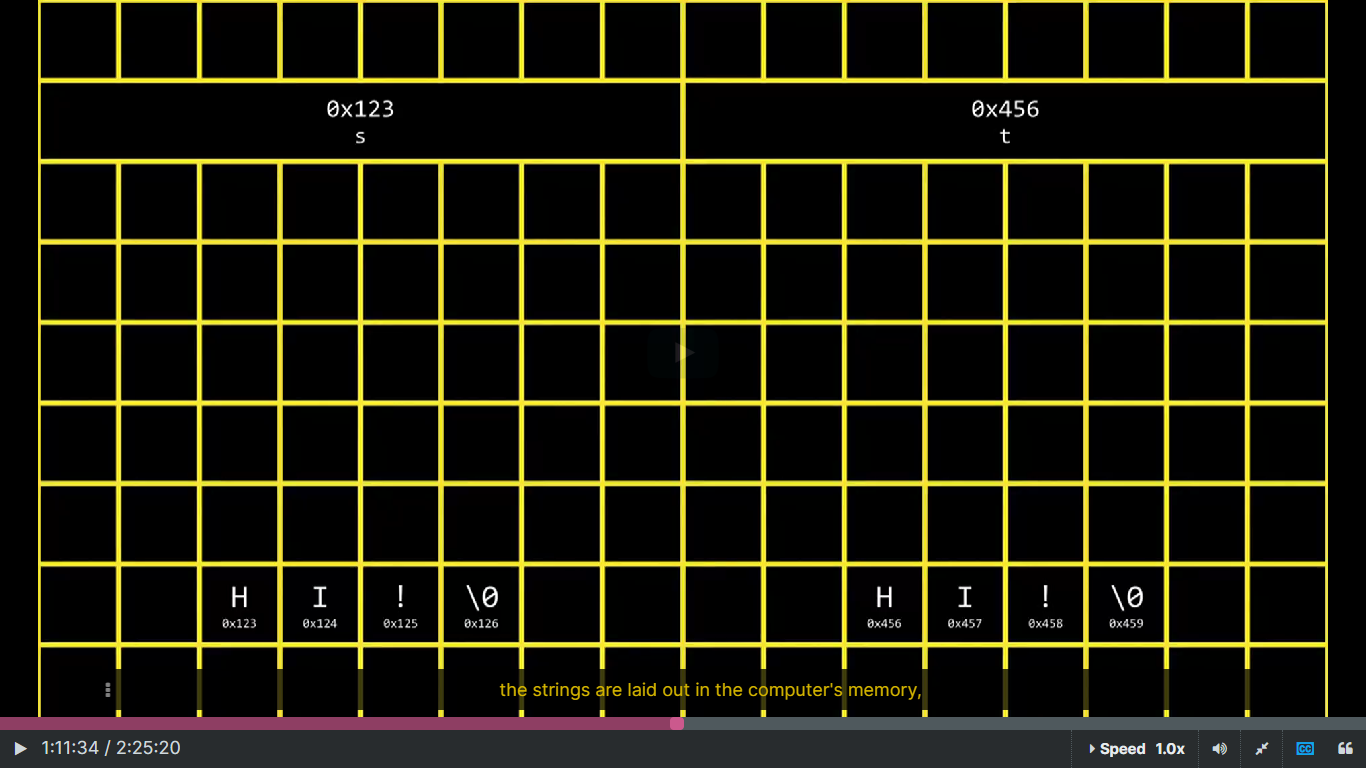 0x123 0x456
s t
H I ! \0 H I ! \0
0x123 0x124 0x125 0x126 0x456 0x457 0x458 0x459
the strings are laid out in the computer's memory,
1:11:34 / 2:25:20 Speed 1.0x CC